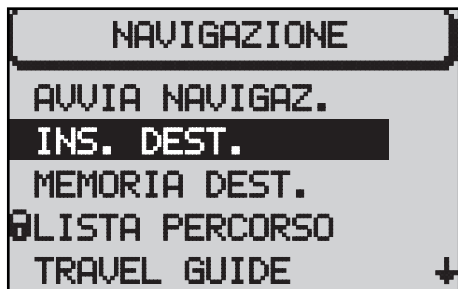 NAVIGAZIONE
AVVIA NAVIGAZ.
INS. DEST.
MEMORIA DEST.
LISTA PERCORSO
TRAVEL GUIDE